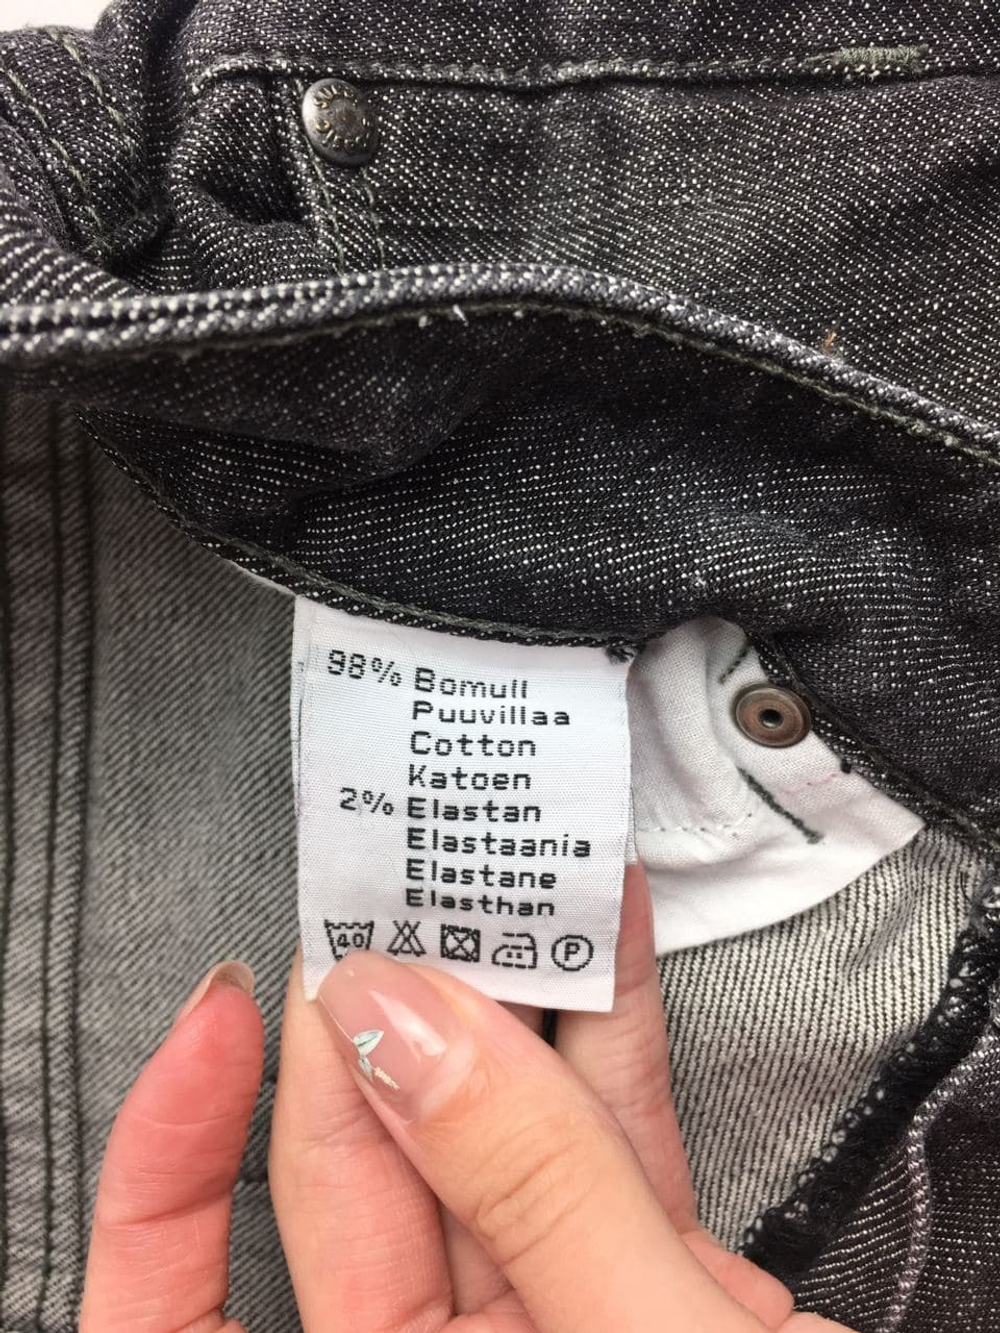 98% Bomull
Puuvillaa
Cotton
Katoen
2% Elastan
Elastaania
Elastane
Elasthan
40 P